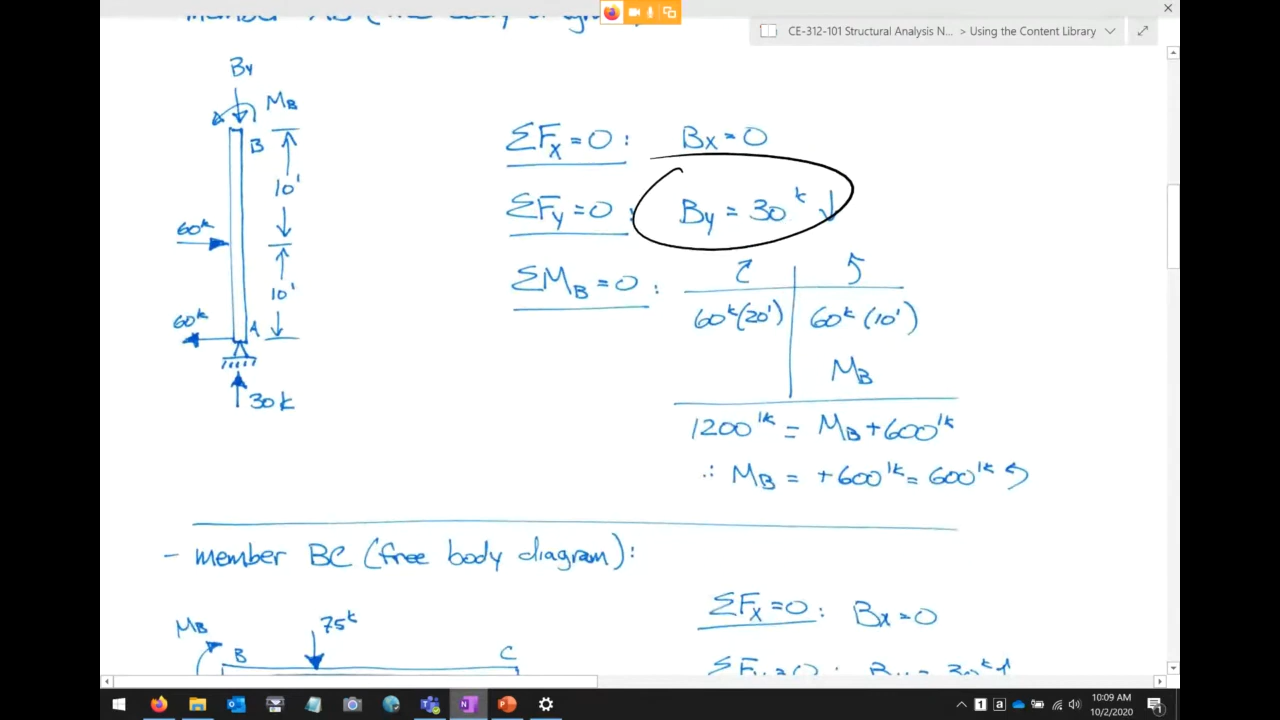 CE-312-101 Structural Analysis N... > Using the Content Library
By
MB
B
10'
60k
10'
60k
A
30k
ΣFx=0: Bx=0
ΣFy=0: By = 30k ↓
ΣMB=0: ↻ | ↺
60k(20') | 60k(10')
MB
1200'k = MB+600'k
∴ MB = +600'k = 600'k ↺
- member BC (free body diagram):
MB
B
75k
C
ΣFx=0: Bx=0
10:09 AM
10/2/2020